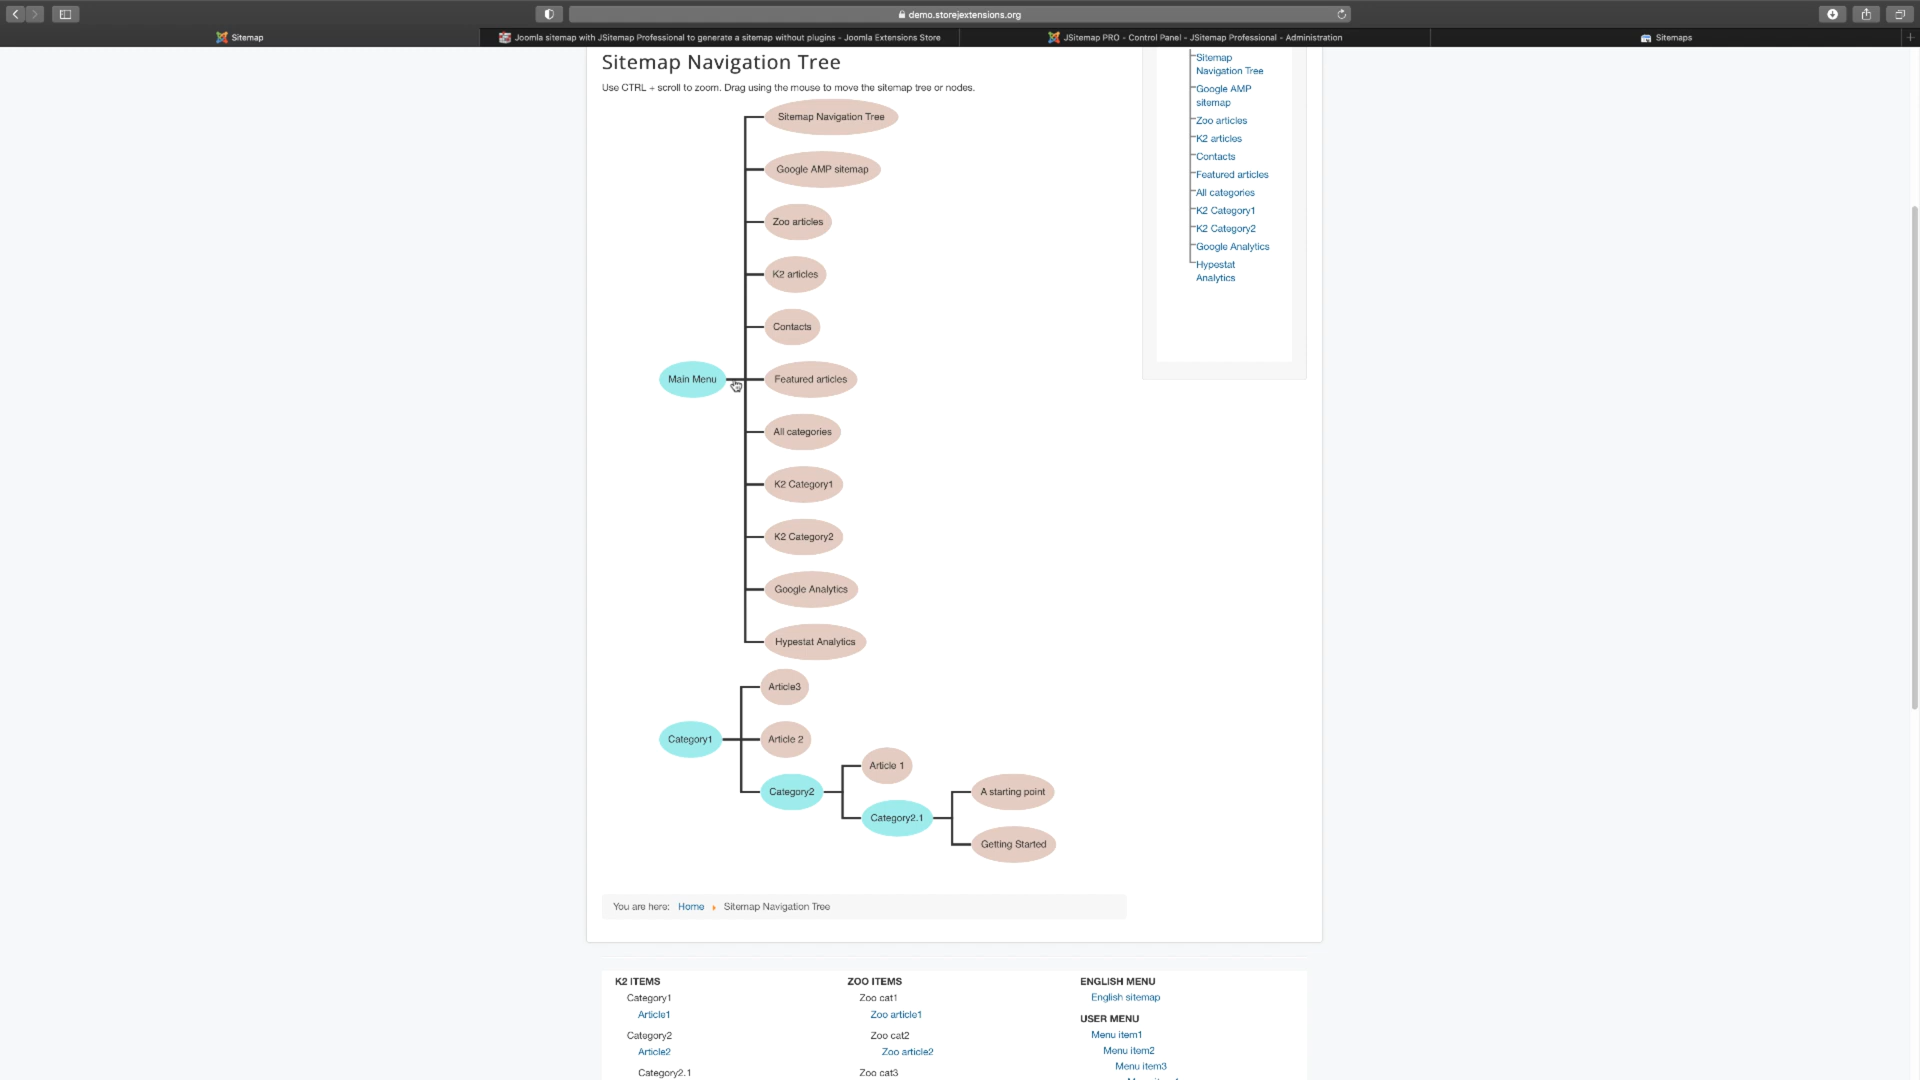 demo.storejextensions.org
Sitemap
Joomla sitemap with JSitemap Professional to generate a sitemap without plugins - Joomla Extensions Store
JSitemap PRO - Control Panel - JSitemap Professional - Administration
Sitemaps
Sitemap Navigation Tree
Use CTRL + scroll to zoom. Drag using the mouse to move the sitemap tree or nodes.
Sitemap Navigation Tree
Google AMP sitemap
Zoo articles
K2 articles
Contacts
Main Menu
Featured articles
All categories
K2 Category1
K2 Category2
Google Analytics
Hypestat Analytics
Article3
Category1
Article 2
Category2
Article 1
Category2.1
A starting point
Getting Started
Sitemap
Navigation Tree
Google AMP
sitemap
Zoo articles
K2 articles
Contacts
Featured articles
All categories
K2 Category1
K2 Category2
Google Analytics
Hypestat
Analytics
You are here: Home Sitemap Navigation Tree
K2 ITEMS
Category1
Article1
Category2
Article2
Category2.1
ZOO ITEMS
Zoo cat1
Zoo article1
Zoo cat2
Zoo article2
Zoo cat3
ENGLISH MENU
English sitemap
USER MENU
Menu item1
Menu item2
Menu item3